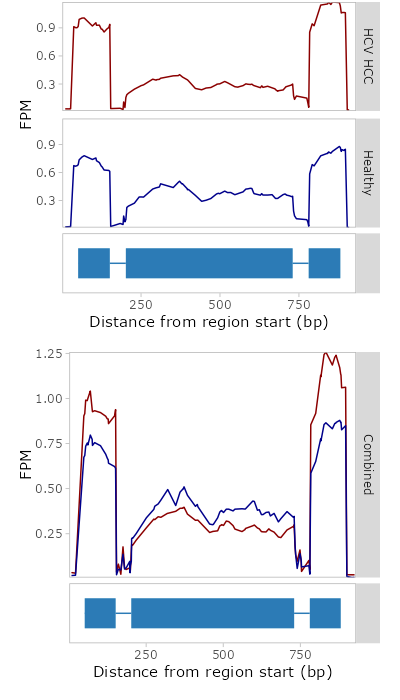 0.9
0.6
0.3
HCV HCC
FPM
0.9
0.6
0.3
Healthy
250 500 750
Distance from region start (bp)
1.25
1.00
0.75
0.50
0.25
FPM
Combined
250 500 750
Distance from region start (bp)